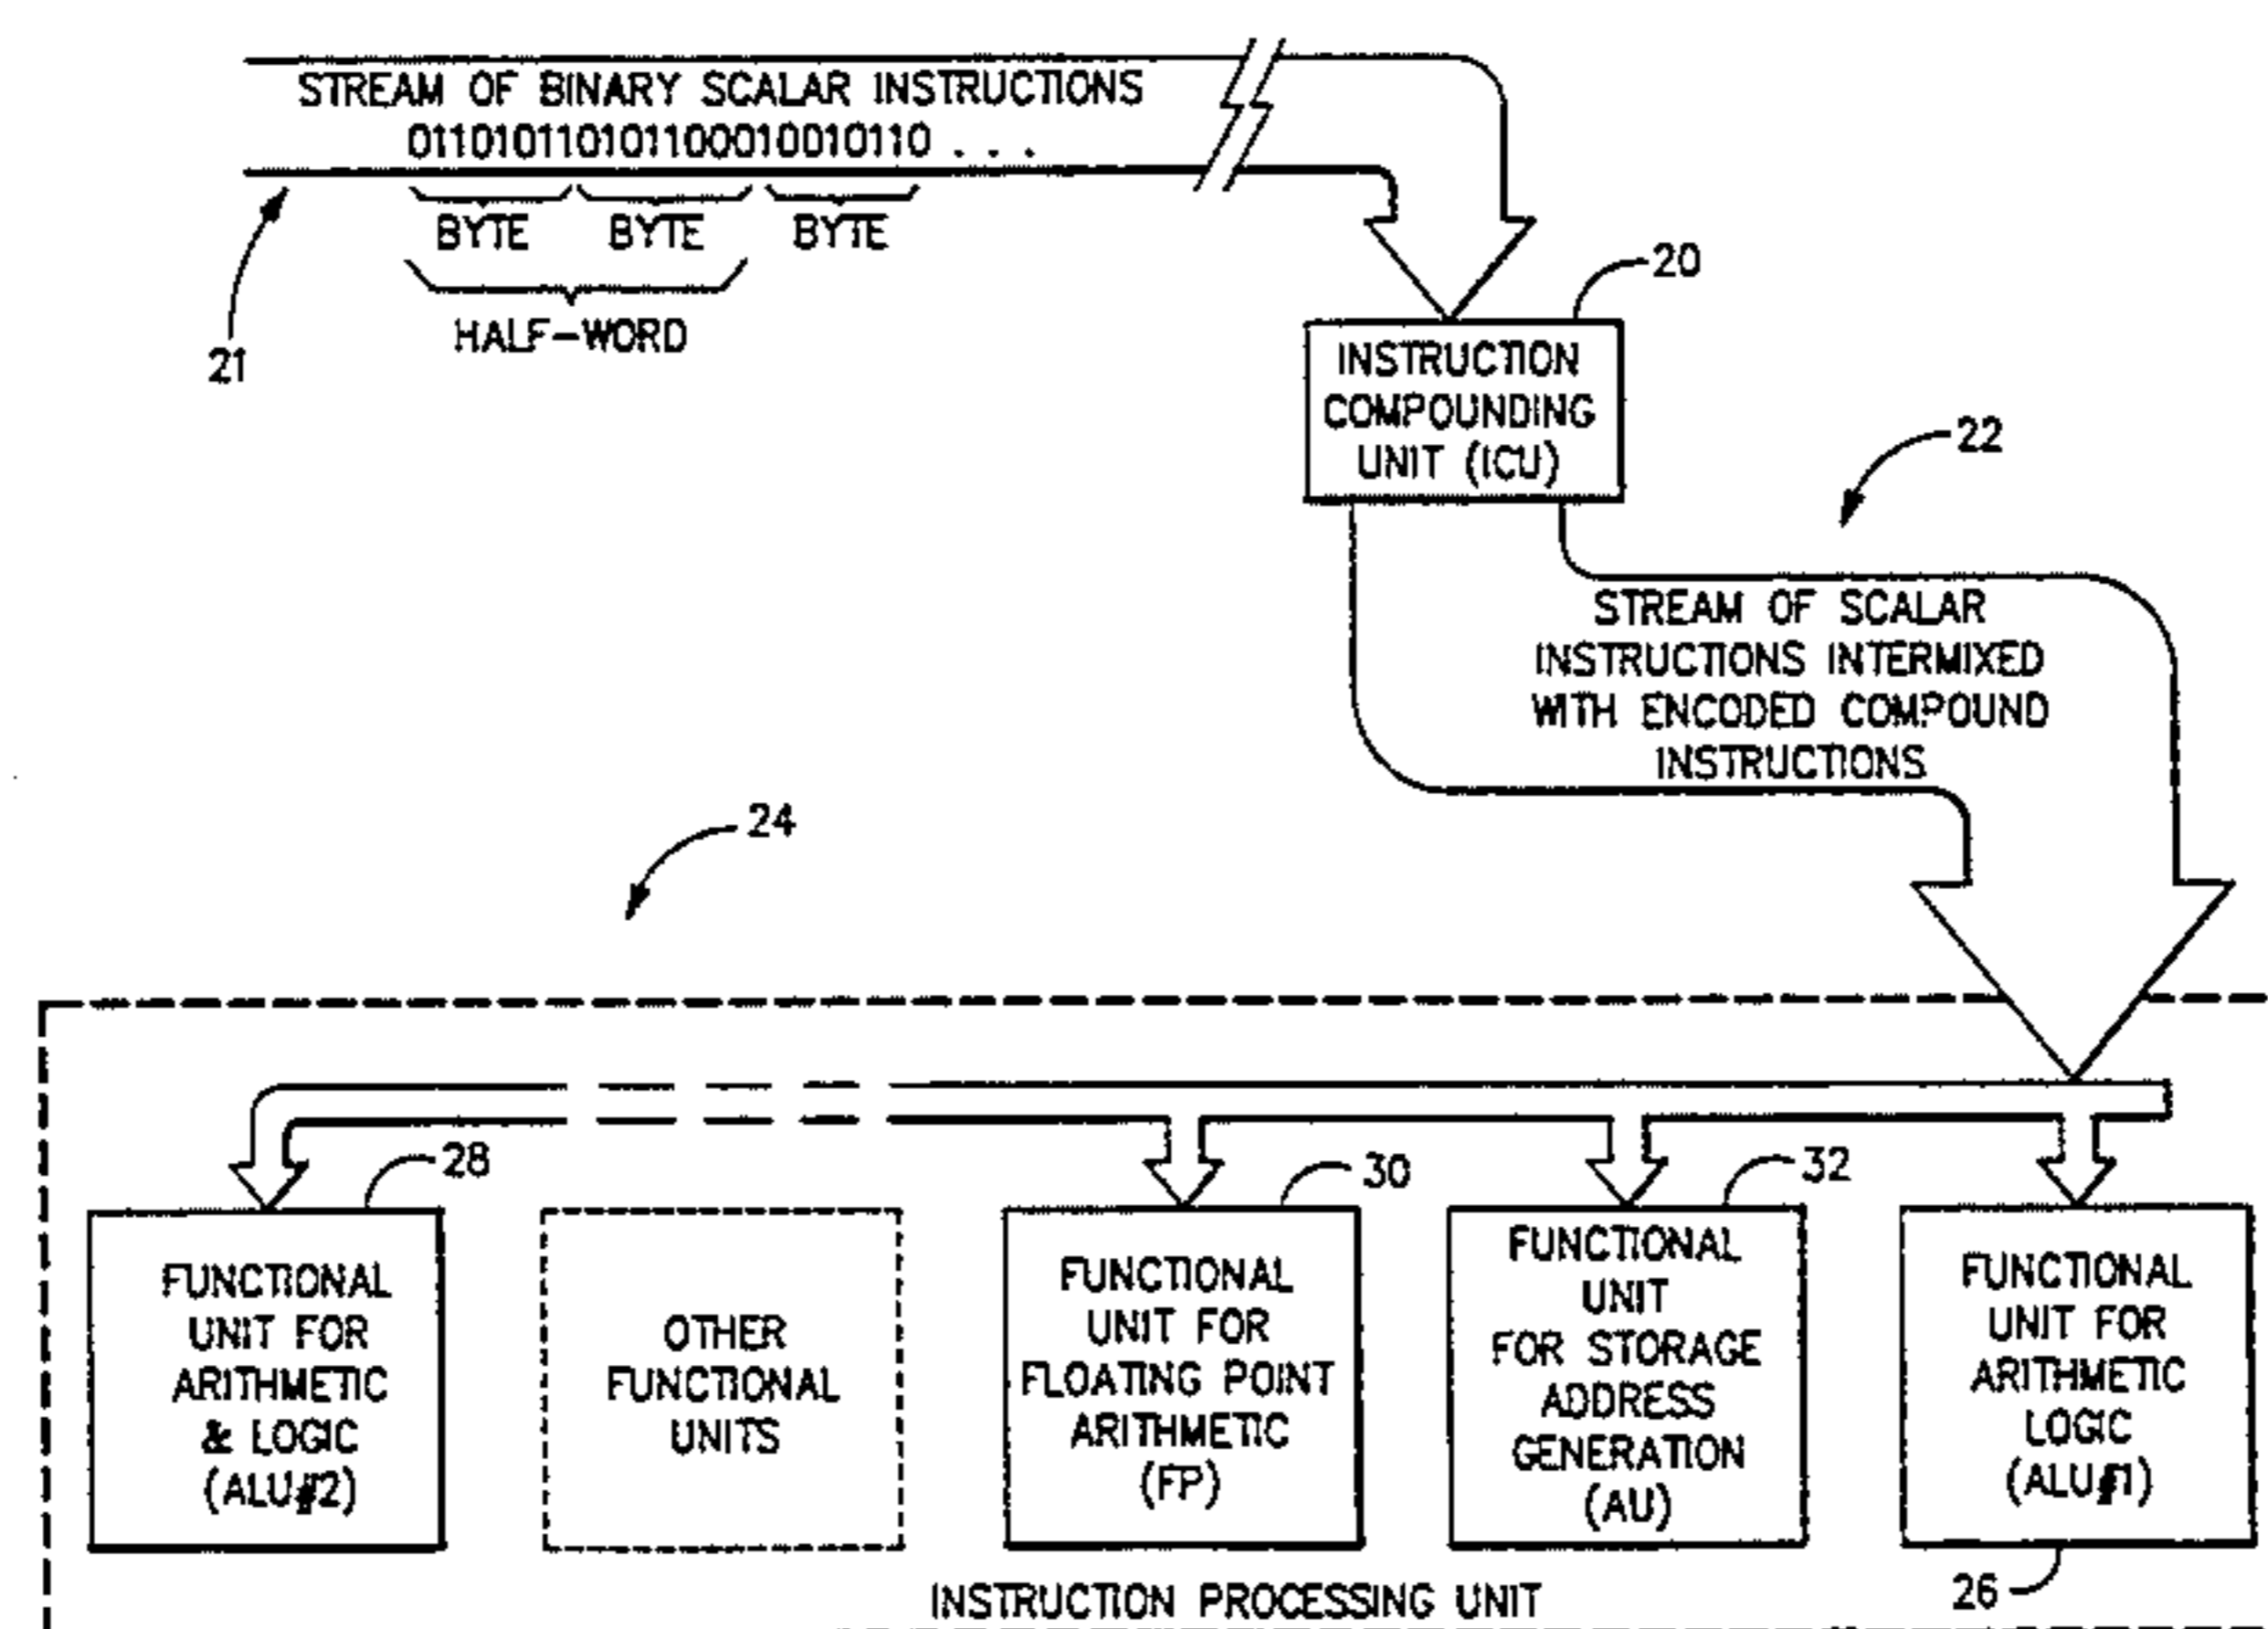 STREAM OF BINARY SCALAR INSTRUCTIONS
011010110101100010010110 . . .
BYTE BYTE BYTE
HALF-WORD
21
20
INSTRUCTION
COMPOUNDING
UNIT (ICU)
22
STREAM OF SCALAR
INSTRUCTIONS INTERMIXED
WITH ENCODED COMPOUND
INSTRUCTIONS
24
28
FUNCTIONAL
UNIT FOR
ARITHMETIC
& LOGIC
(ALU#2)
OTHER
FUNCTIONAL
UNITS
30
FUNCTIONAL
UNIT FOR
FLOATING POINT
ARITHMETIC
(FP)
32
FUNCTIONAL
UNIT
FOR STORAGE
ADDRESS
GENERATION
(AU)
FUNCTIONAL
UNIT FOR
ARITHMETIC
LOGIC
(ALU#1)
26
INSTRUCTION PROCESSING UNIT